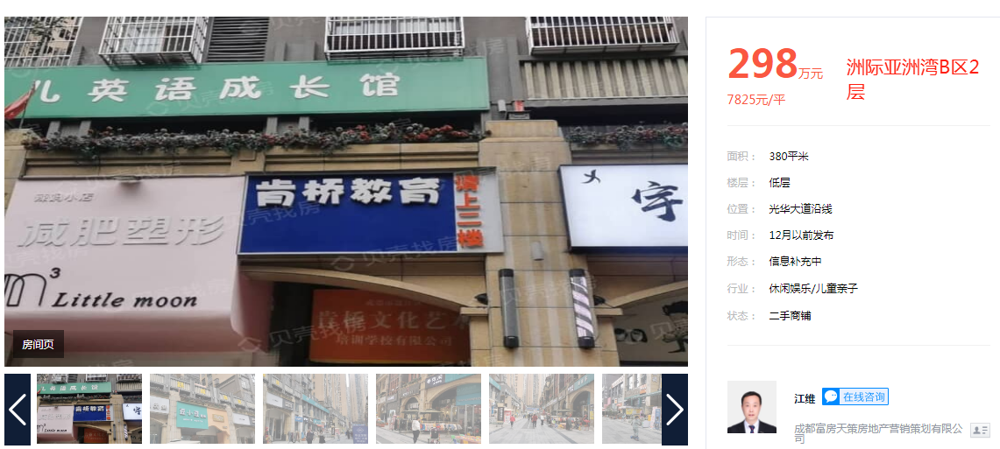 儿英语成长馆
肯桥教育
请上二楼
辣妈小店
减肥塑形
m³
Little moon
字
肯桥文化艺
培训学校有限公司
贝壳找房
房间页
298万元
洲际亚洲湾B区2
层
7825元/平
面积： 380平米
楼层： 低层
位置： 光华大道沿线
时间： 12月以前发布
形态： 信息补充中
行业： 休闲娱乐/儿童亲子
状态： 二手商铺
江维 在线咨询
成都富房天策房地产营销策划有限公
司